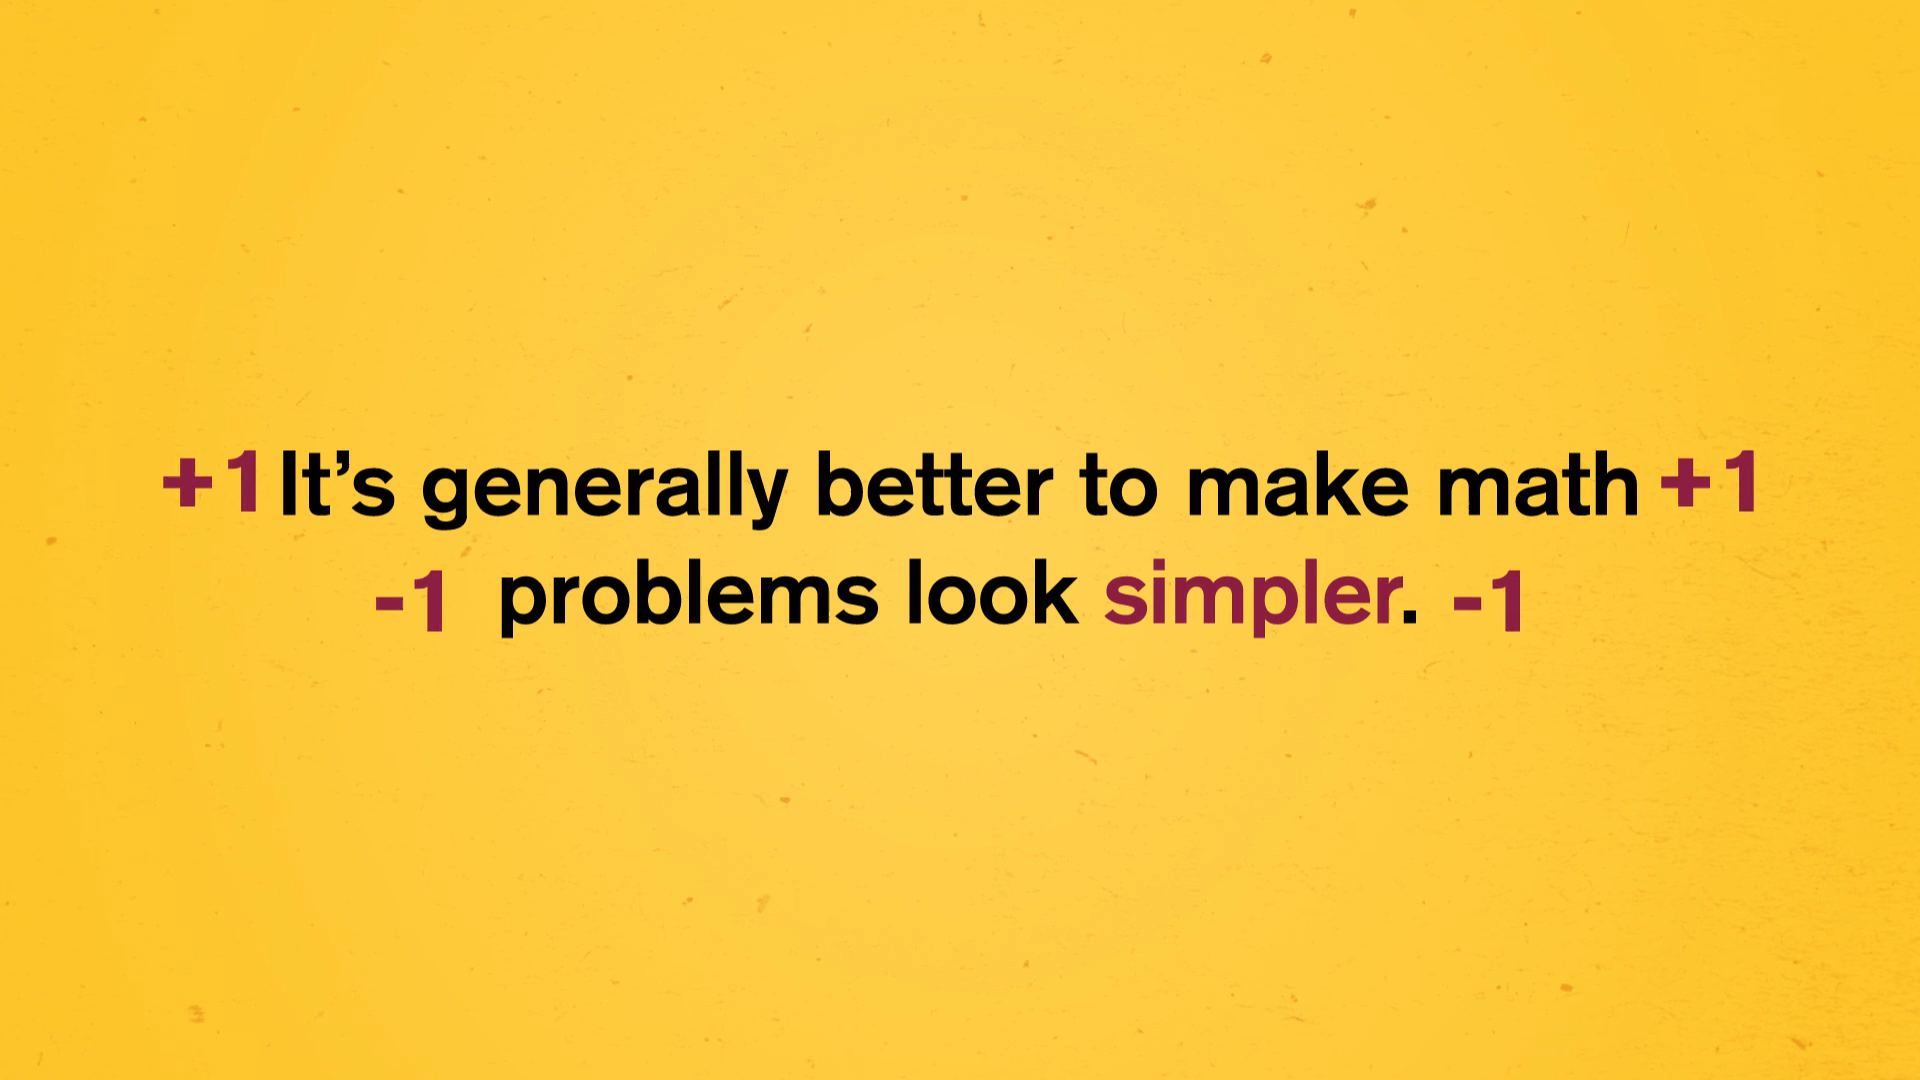 +1 It’s generally better to make math +1
-1 problems look simpler. -1